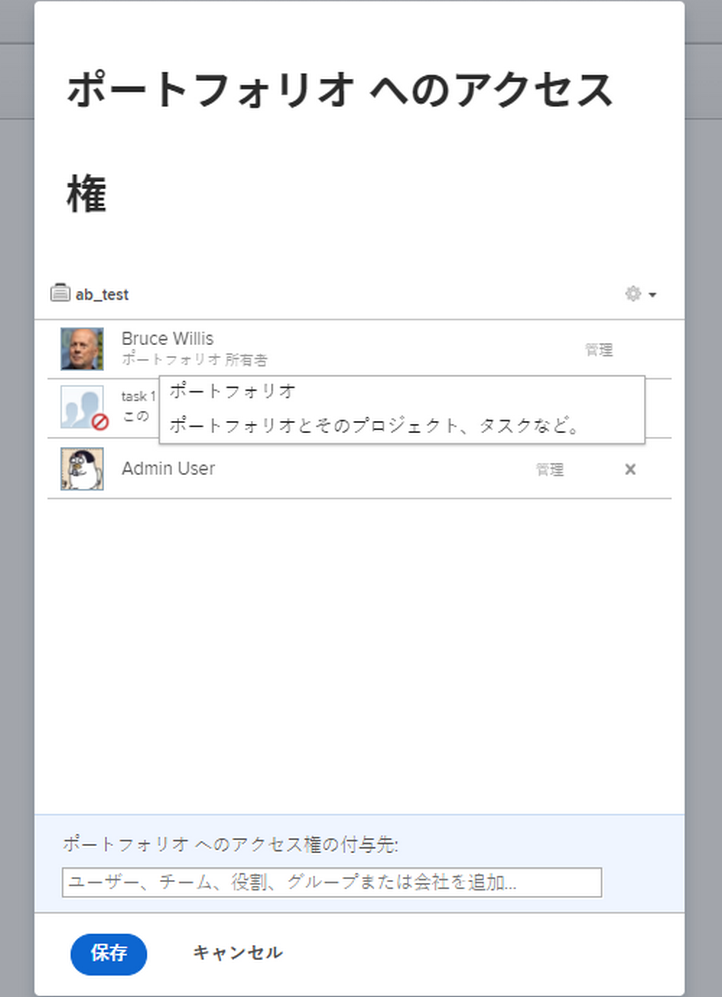 ポートフォリオ へのアクセス
権
ab_test
Bruce Willis
ポートフォリオ 所有者
管理
task 1
この
ポートフォリオ
ポートフォリオとそのプロジェクト、タスクなど。
Admin User
管理
ポートフォリオ へのアクセス権の付与先:
ユーザー、チーム、役割、グループまたは会社を追加...
保存
キャンセル